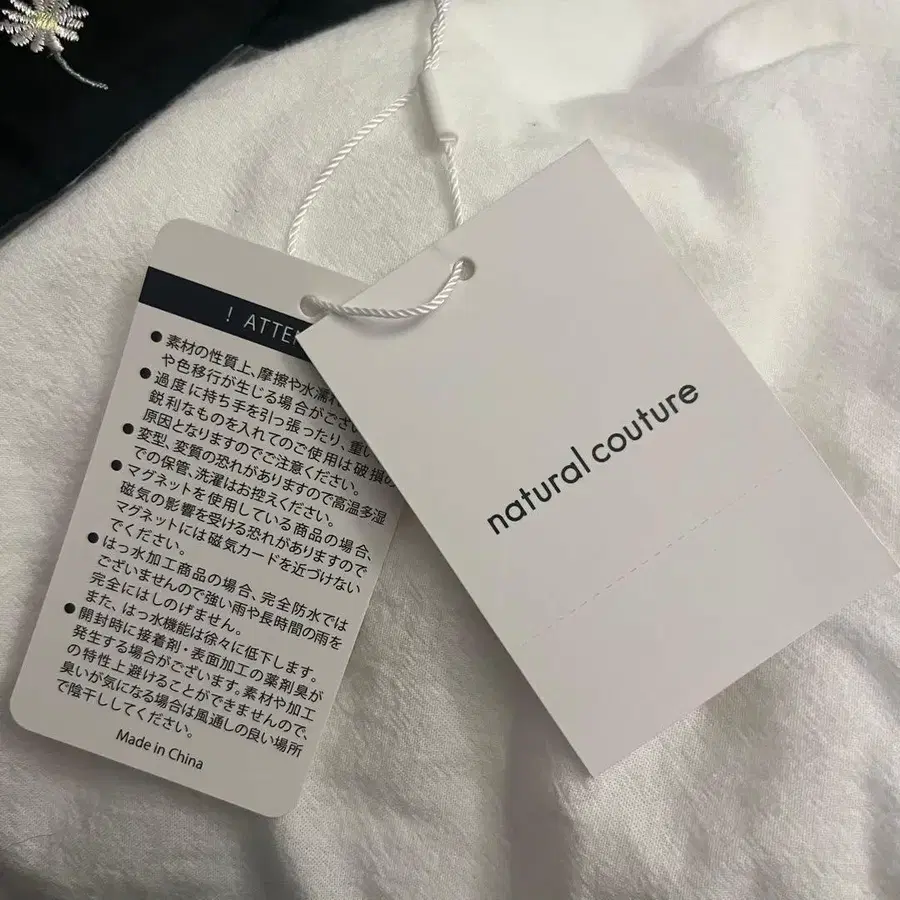 ! ATTE
●素材の性質上、摩擦や水濡
や色移行が生じる場合がござい
●過度に持ち手を引っ張ったり、重い
鋭利なものを入れてのご使用は破損の
原因となりますのでご注意ください。
●変型、変質の恐れがありますので高温多湿
での保管、洗濯はお控えください。
●マグネットを使用している商品の場合、
磁気の影響を受ける恐れがありますので
マグネットには磁気カードを近づけない
でください。
●はっ水加工商品の場合、完全防水では
ございませんので強い雨や長時間の雨を
完全にはしのげません。
また、はっ水機能は徐々に低下します。
●開封時に接着剤・表面加工の薬剤臭が
発生する場合がございます。素材や加工
の特性上避けることができませんので、
臭いが気になる場合は風通しの良い場所
で陰干ししてください。
Made in China
natural couture